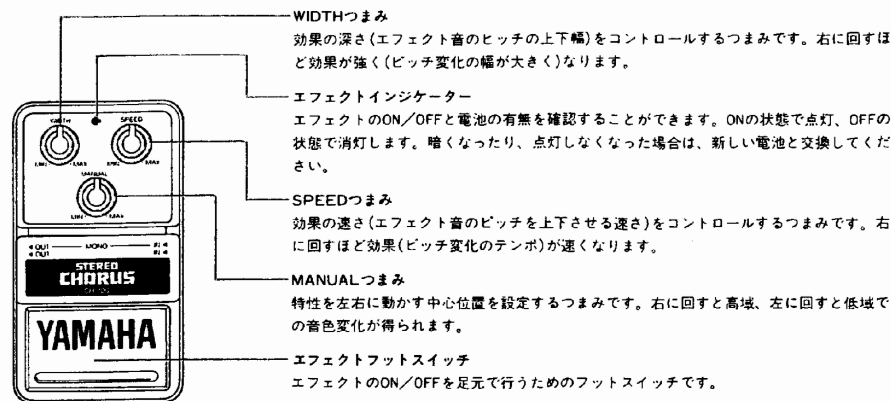 WIDTHつまみ
効果の深さ(エフェクト音のピッチの上下幅)をコントロールするつまみです。右に回すほ
ど効果が強く(ピッチ変化の幅が大きく)なります。
エフェクトインジケーター
エフェクトのON／OFFと電池の有無を確認することができます。ONの状態で点灯、OFFの
状態で消灯します。暗くなったり、点灯しなくなった場合は、新しい電池と交換してくだ
さい。
SPEEDつまみ
効果の速さ(エフェクト音のピッチを上下させる速さ)をコントロールするつまみです。右
に回すほど効果(ピッチ変化のテンポ)が速くなります。
MANUALつまみ
特性を左右に動かす中心位置を設定するつまみです。右に回すと高域、左に回すと低域で
の音色変化が得られます。
エフェクトフットスイッチ
エフェクトのON／OFFを足元で行うためのフットスイッチです。
WIDTH SPEED
MIN MAX MIN MAX
MANUAL
MIN MAX
◀OUT MONO IN◀
◀OUT IN◀
STEREO
CHORUS
YAMAHA